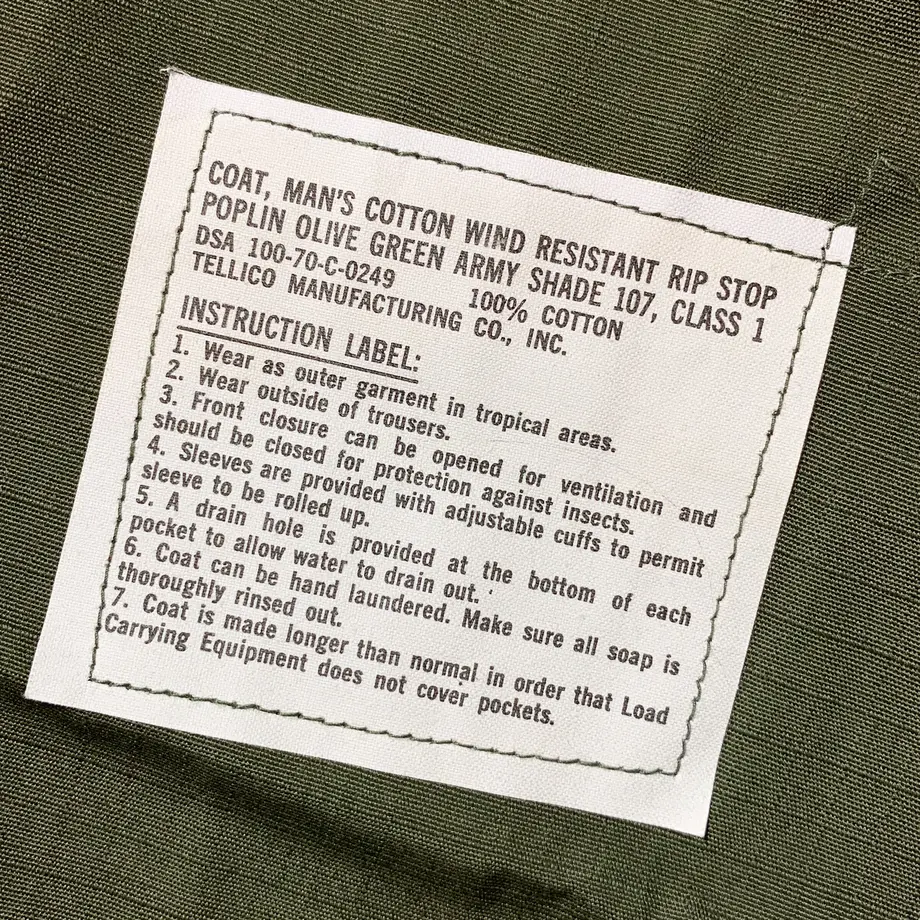 COAT, MAN'S COTTON WIND RESISTANT RIP STOP
POPLIN OLIVE GREEN ARMY SHADE 107, CLASS 1
DSA 100-70-C-0249 100% COTTON
TELLICO MANUFACTURING CO., INC.
INSTRUCTION LABEL:
1. Wear as outer garment in tropical areas.
2. Wear outside of trousers.
3. Front closure can be opened for ventilation and
should be closed for protection against insects.
4. Sleeves are provided with adjustable cuffs to permit
sleeve to be rolled up.
5. A drain hole is provided at the bottom of each
pocket to allow water to drain out.
6. Coat can be hand laundered. Make sure all soap is
thoroughly rinsed out.
7. Coat is made longer than normal in order that Load
Carrying Equipment does not cover pockets.